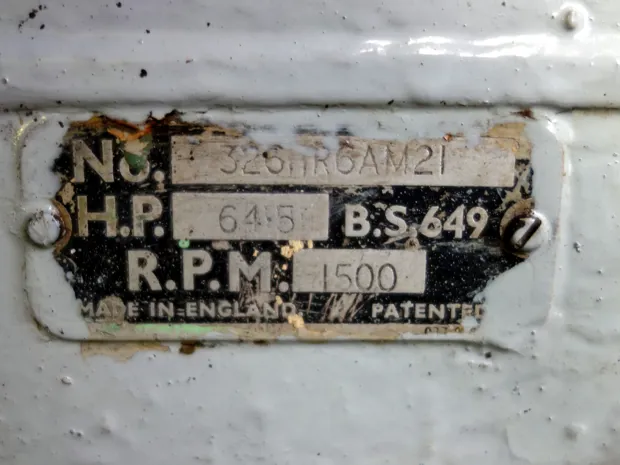 No. 326HR6AM21
H.P. 64·5 B.S.649
R.P.M. 1500
MADE IN ENGLAND PATENTED